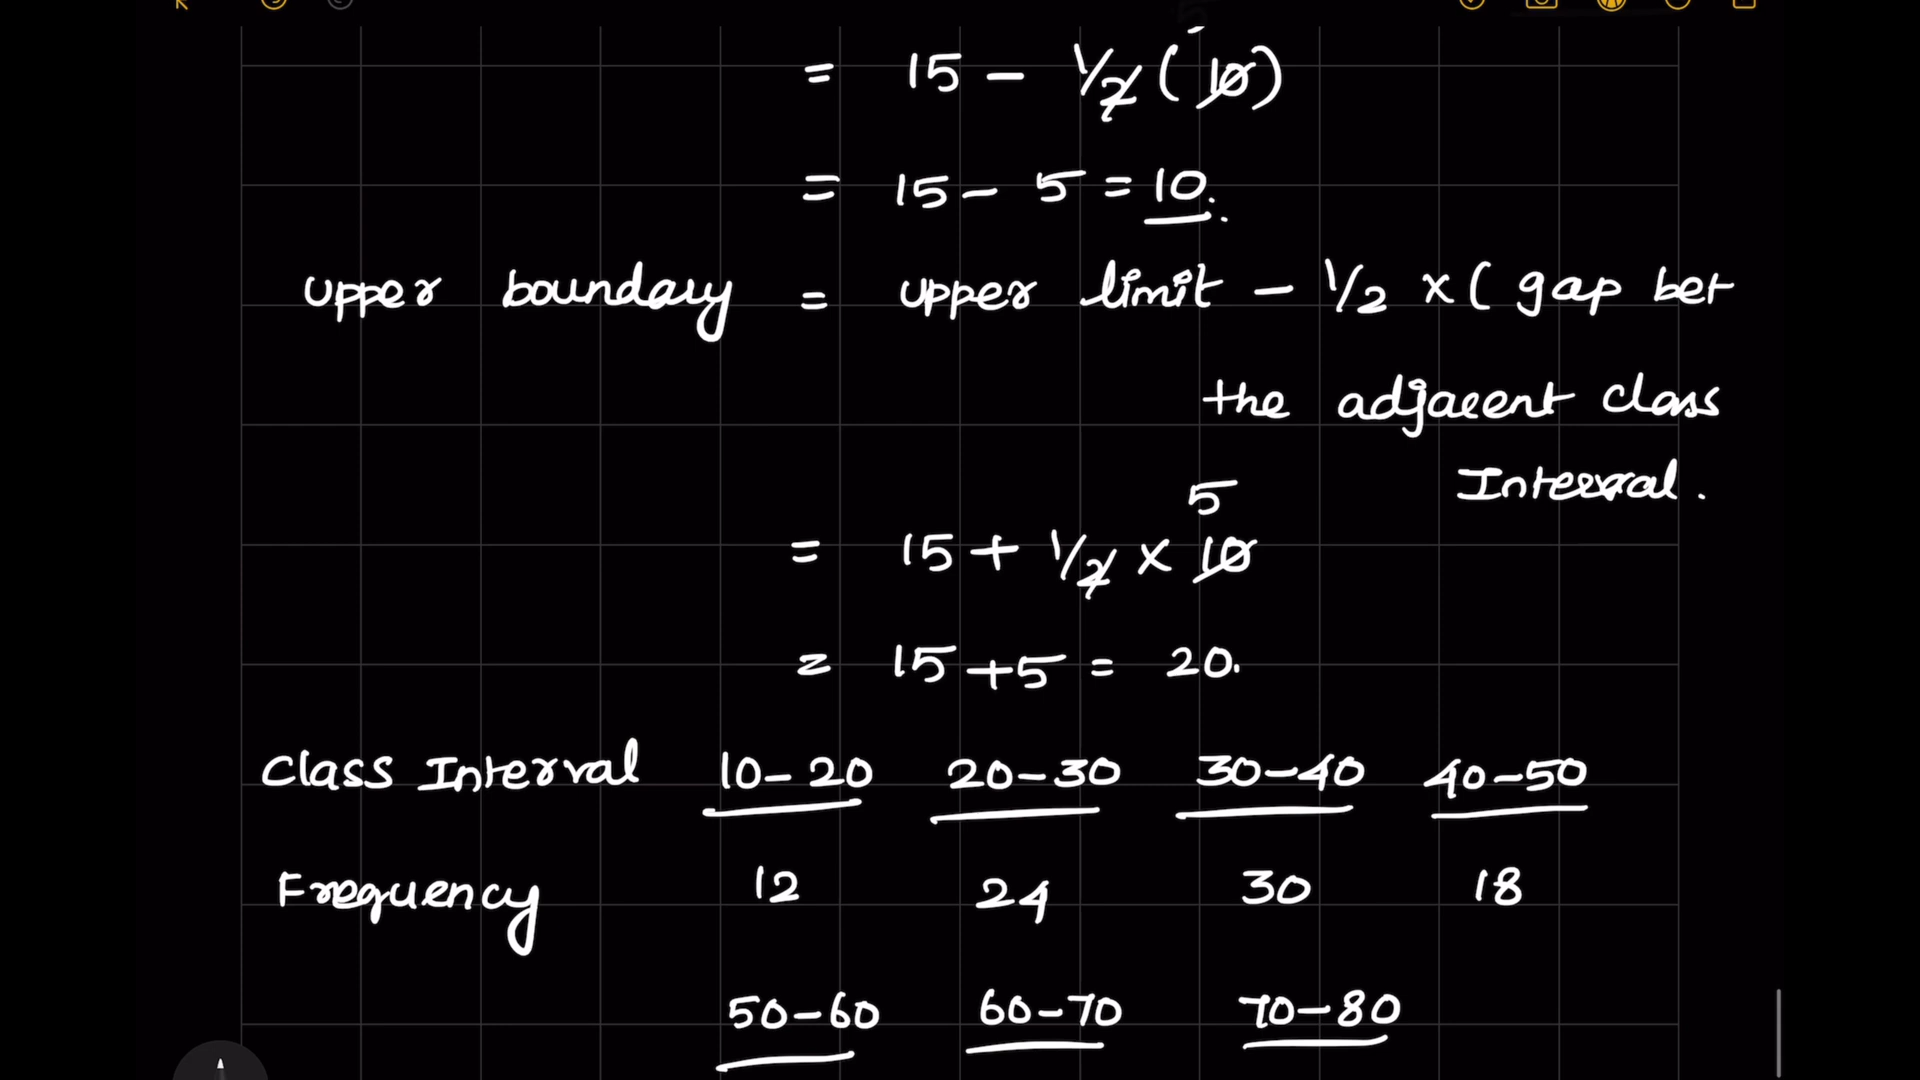 = 15 - 1/2 ( 10 )
= 15 - 5 = 10.
upper boundary = upper limit - 1/2 x ( gap bet
the adjacent class
Interval.
5
= 15 + 1/2 x 10
= 15 + 5 = 20.
Class Interval 10-20 20-30 30-40 40-50
Frequency 12 24 30 18
50-60 60-70 70-80